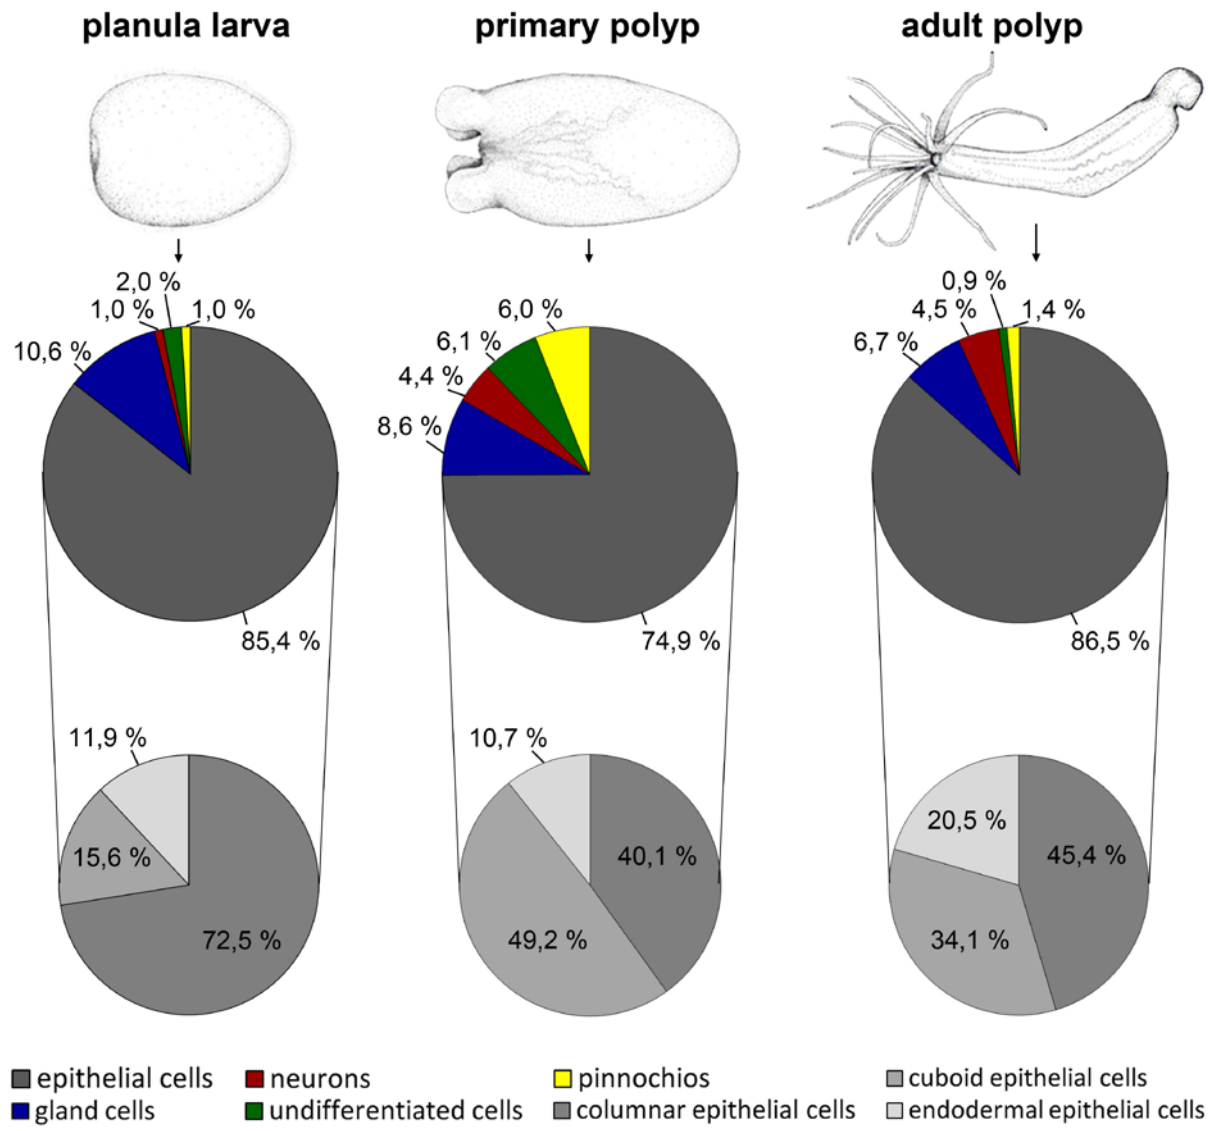 planula larva
primary polyp
adult polyp
2,0 %
1,0 %
1,0 %
10,6 %
85,4 %
6,0 %
6,1 %
4,4 %
8,6 %
74,9 %
0,9 %
4,5 %
1,4 %
6,7 %
86,5 %
11,9 %
15,6 %
72,5 %
10,7 %
40,1 %
49,2 %
20,5 %
45,4 %
34,1 %
epithelial cells
neurons
pinnochios
cuboid epithelial cells
gland cells
undifferentiated cells
columnar epithelial cells
endodermal epithelial cells